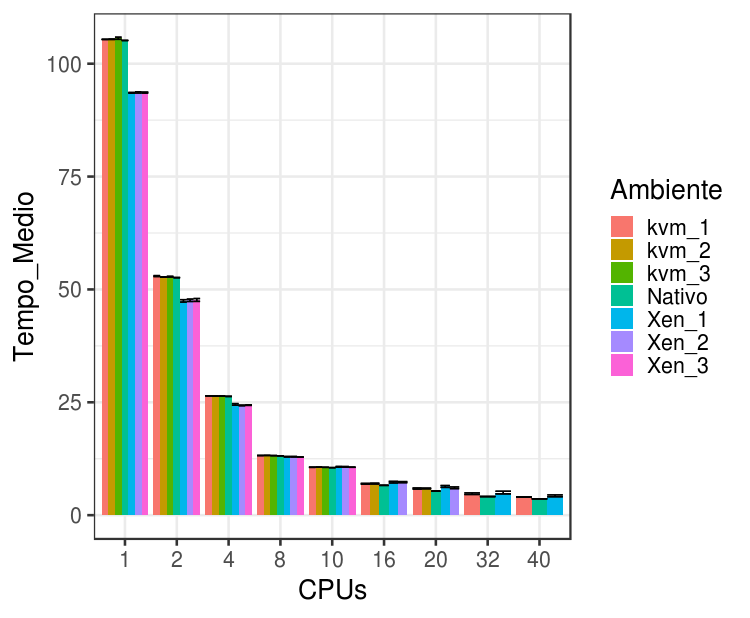 Tempo_Medio
100
75
50
25
0
1 2 4 8 10 16 20 32 40
CPUs
Ambiente
kvm_1
kvm_2
kvm_3
Nativo
Xen_1
Xen_2
Xen_3